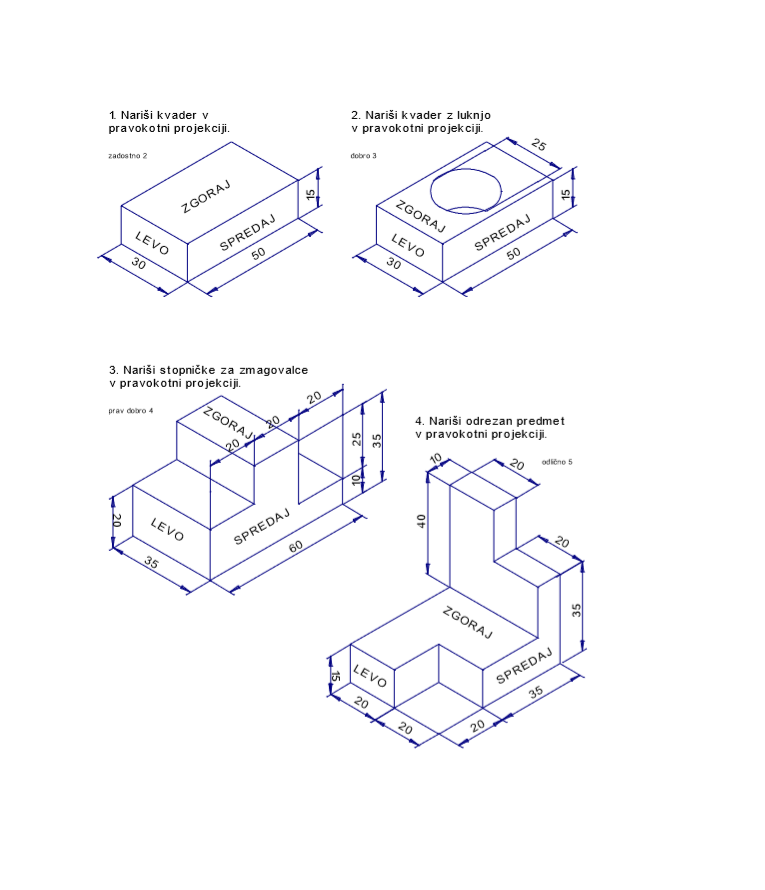 1. Nariši kvader v
pravokotni projekciji.
zadostno 2
ZGORAJ
LEVO
SPREDAJ
15
30
50
2. Nariši kvader z luknjo
v pravokotni projekciji.
dobro 3
25
ZGORAJ
LEVO
SPREDAJ
15
30
50
3. Nariši stopničke za zmagovalce
v pravokotni projekciji.
prav dobro 4
20
20
20
ZGORAJ
25
35
10
20
LEVO
SPREDAJ
35
60
4. Nariši odrezan predmet
v pravokotni projekciji.
odlično 5
10
20
40
20
ZGORAJ
35
LEVO
SPREDAJ
15
20
20
20
35